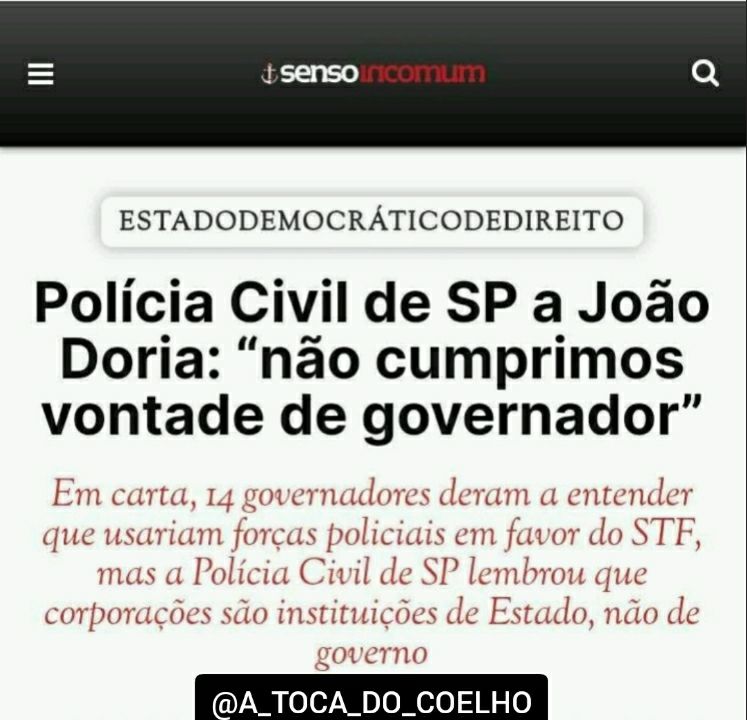 sensoincomum
ESTADODEMOCRÁTICODEDIREITO
Polícia Civil de SP a João
Doria: “não cumprimos
vontade de governador”
Em carta, 14 governadores deram a entender
que usariam forças policiais em favor do STF,
mas a Polícia Civil de SP lembrou que
corporações são instituições de Estado, não de
governo
@A_TOCA_DO_COELHO